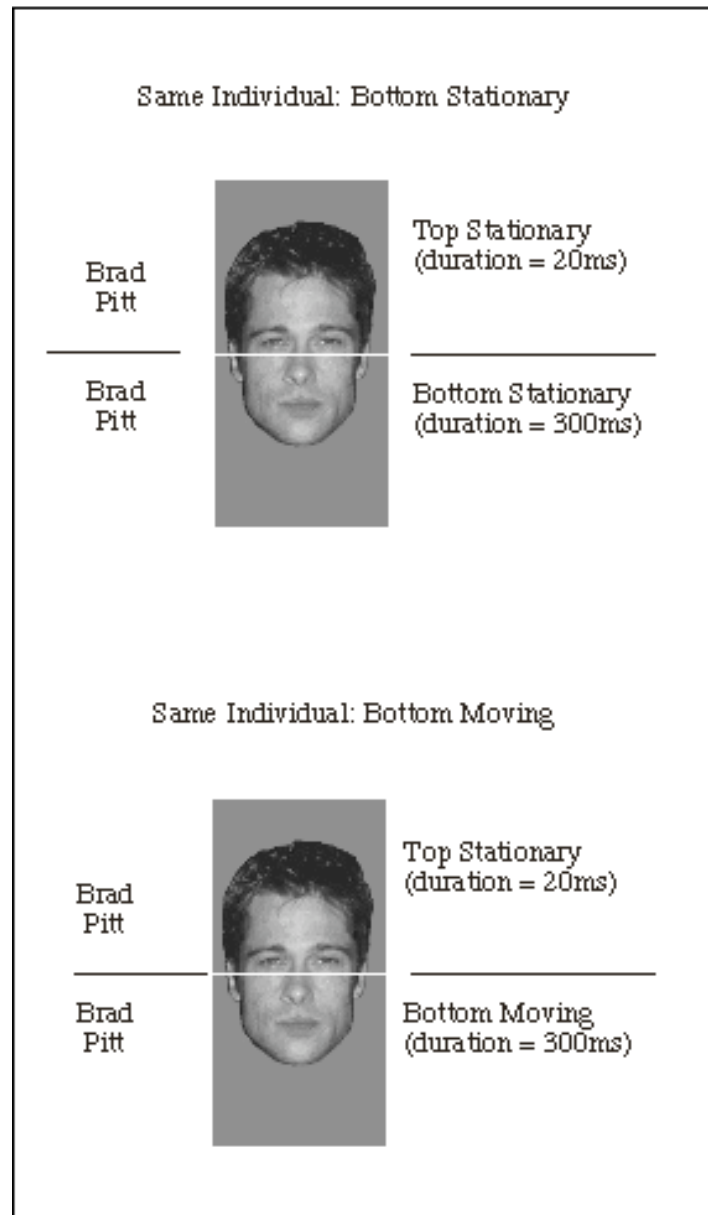 Same Individual: Bottom Stationary
Brad
Pitt
Top Stationary
(duration = 20ms)
Brad
Pitt
Bottom Stationary
(duration = 300ms)
Same Individual: Bottom Moving
Brad
Pitt
Top Stationary
(duration = 20ms)
Brad
Pitt
Bottom Moving
(duration = 300ms)